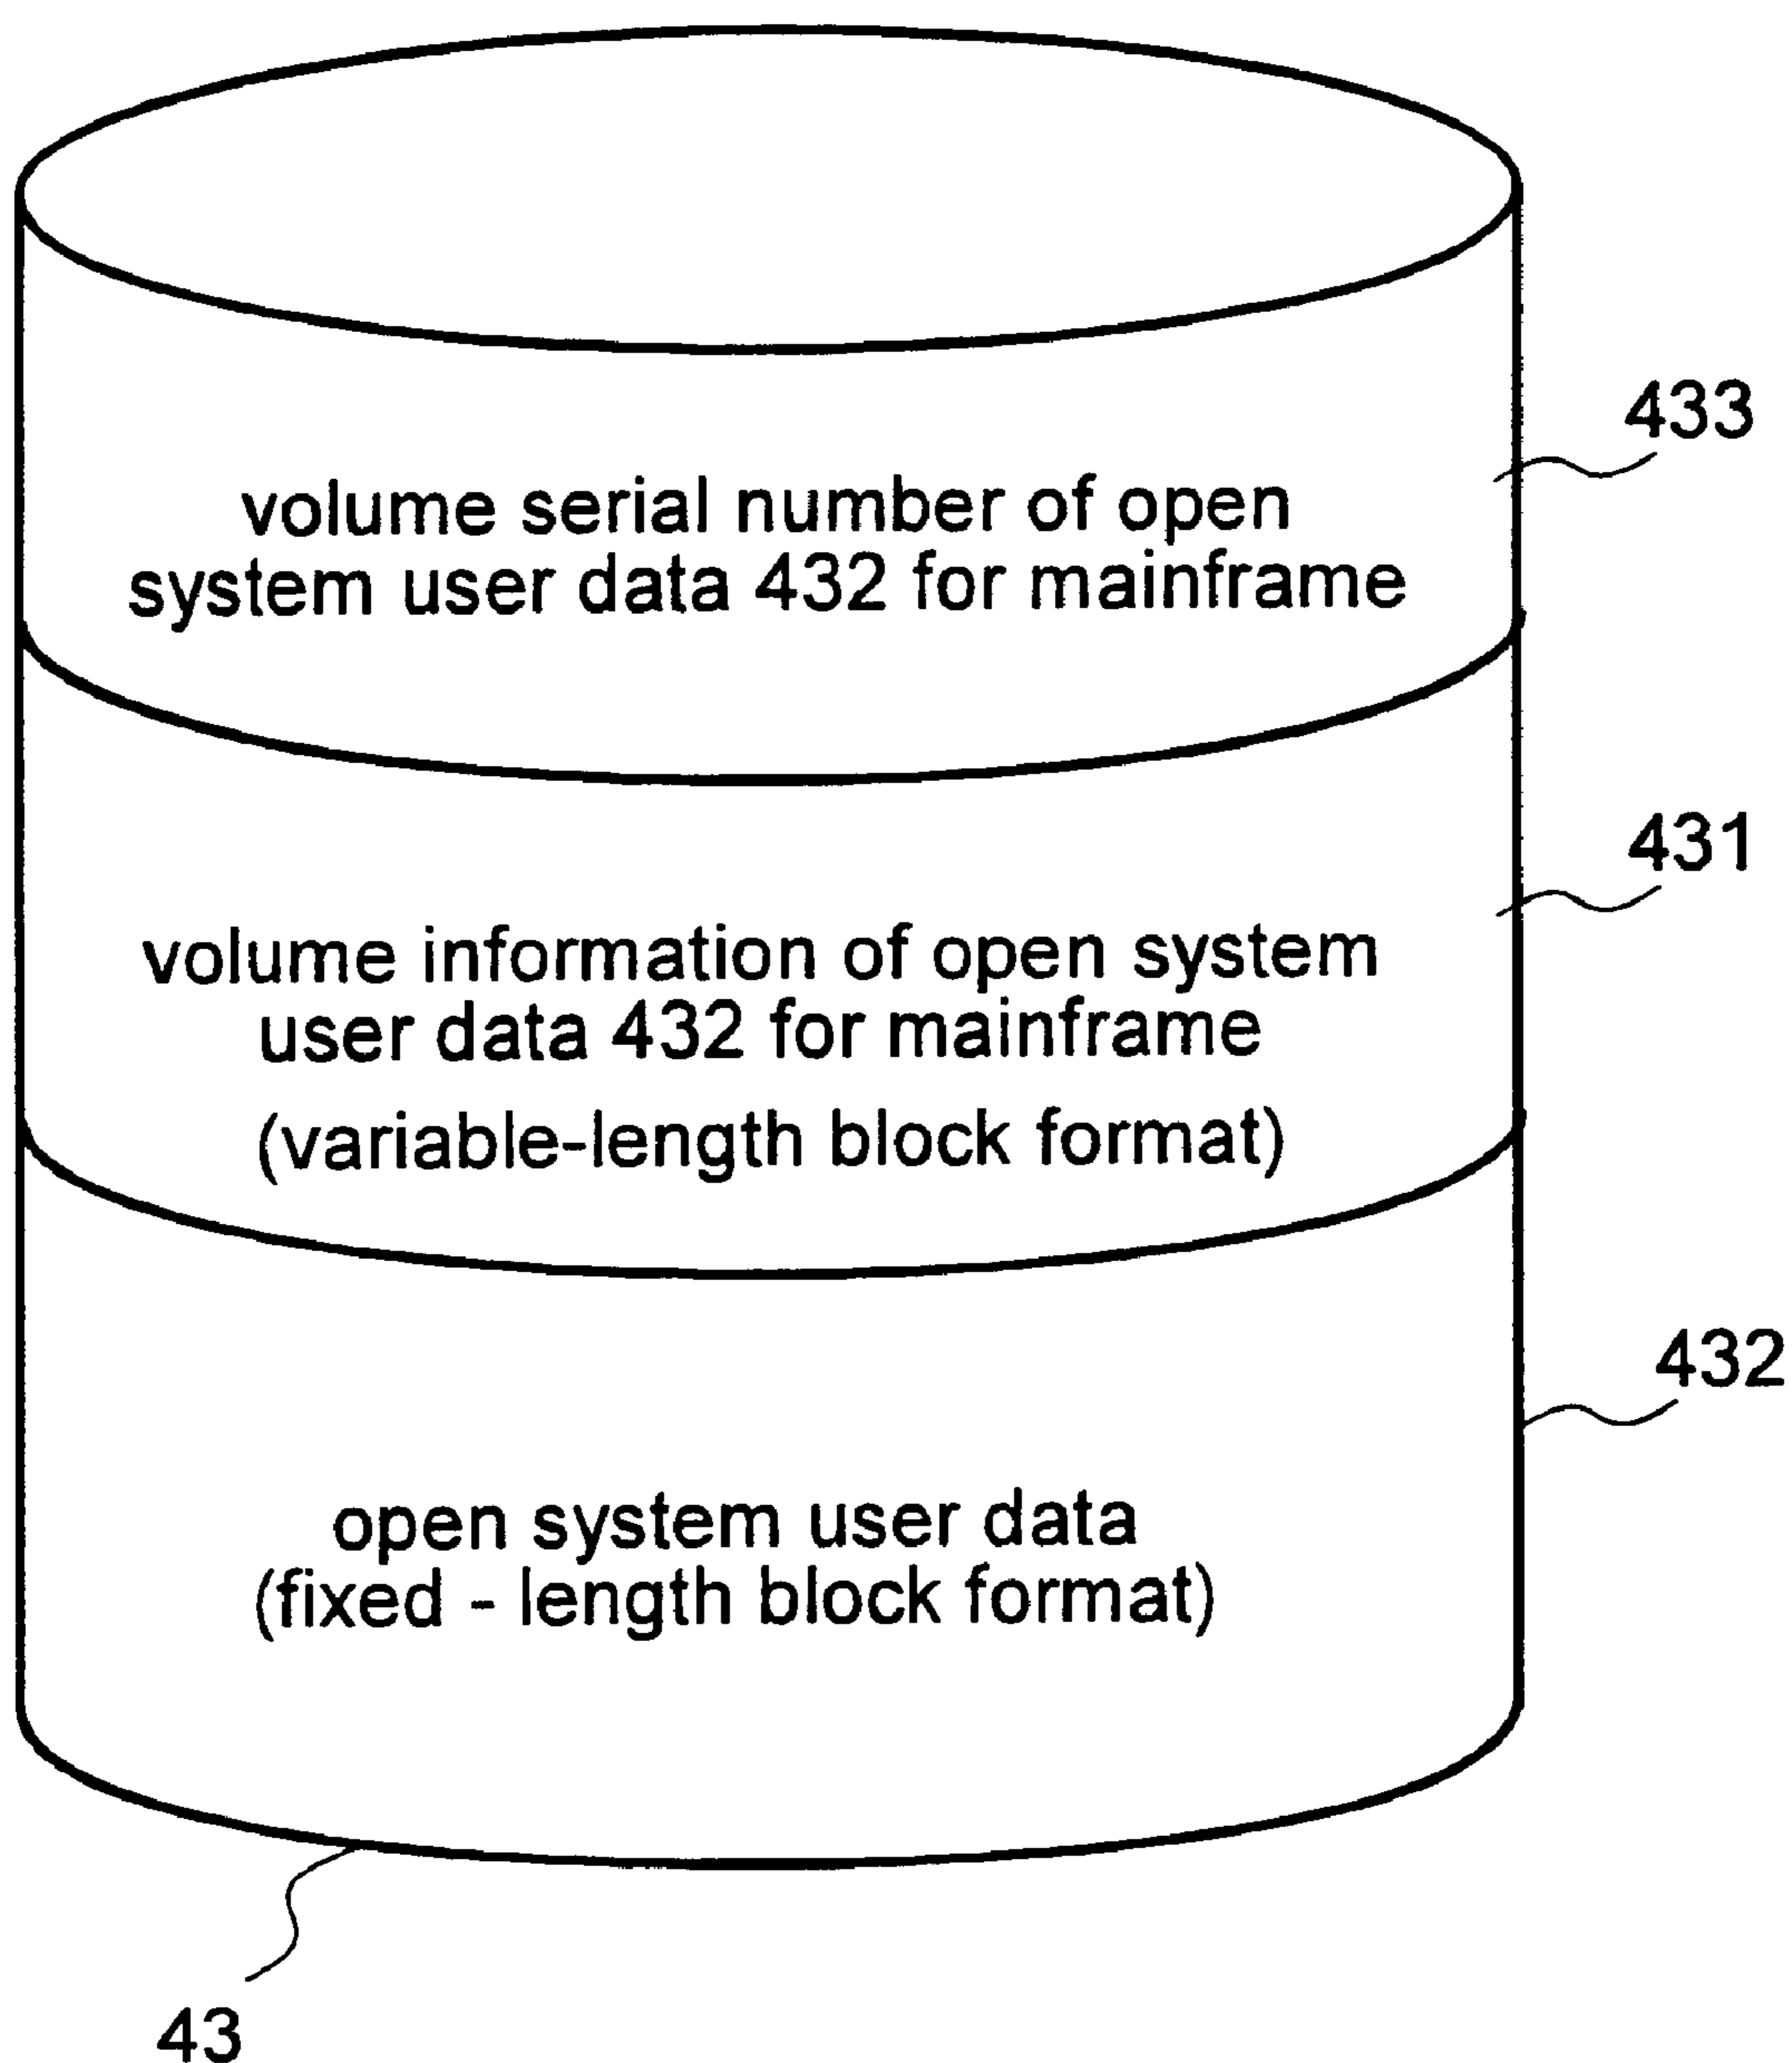 433
volume serial number of open
system user data 432 for mainframe
431
volume information of open system
user data 432 for mainframe
(variable-length block format)
432
open system user data
(fixed - length block format)
43